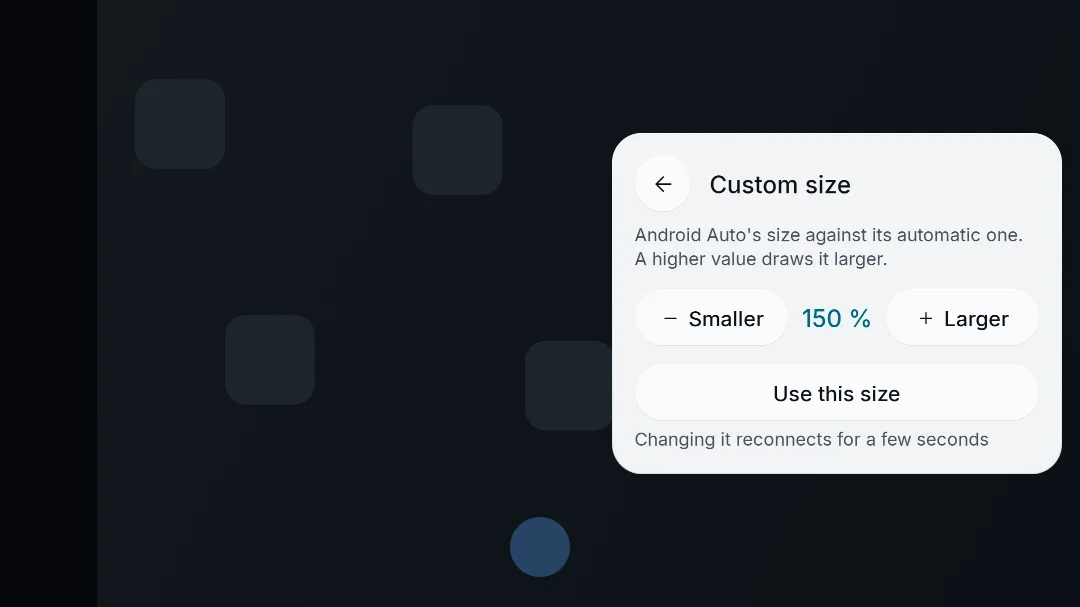 Custom size
Android Auto's size against its automatic one.
A higher value draws it larger.
− Smaller
150 %
+ Larger
Use this size
Changing it reconnects for a few seconds